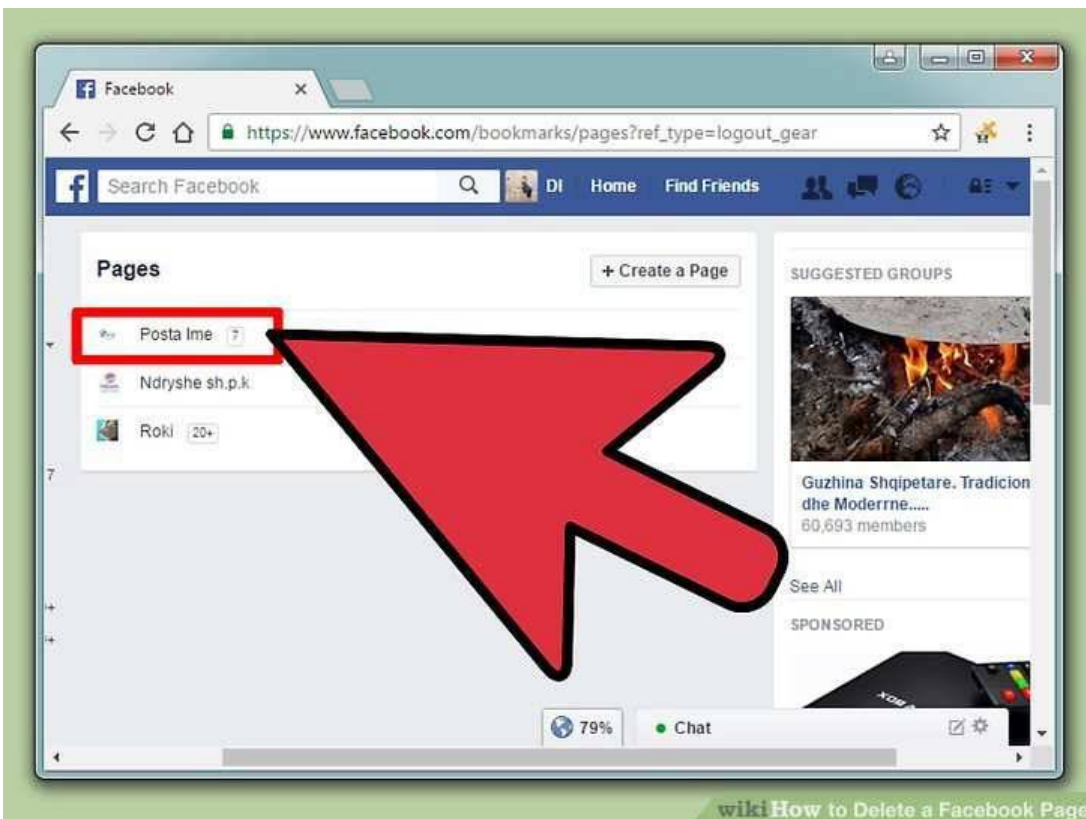 Facebook
https://www.facebook.com/bookmarks/pages?ref_type=logout_gear
Search Facebook
DI Home Find Friends
Pages
+ Create a Page
SUGGESTED GROUPS
Posta Ime 7
Ndryshe sh.p.k
Roki 20+
7
Guzhina Shqipetare. Tradicion
dhe Moderrne.....
60,693 members
See All
SPONSORED
BOX
79%
Chat
wikiHow to Delete a Facebook Page